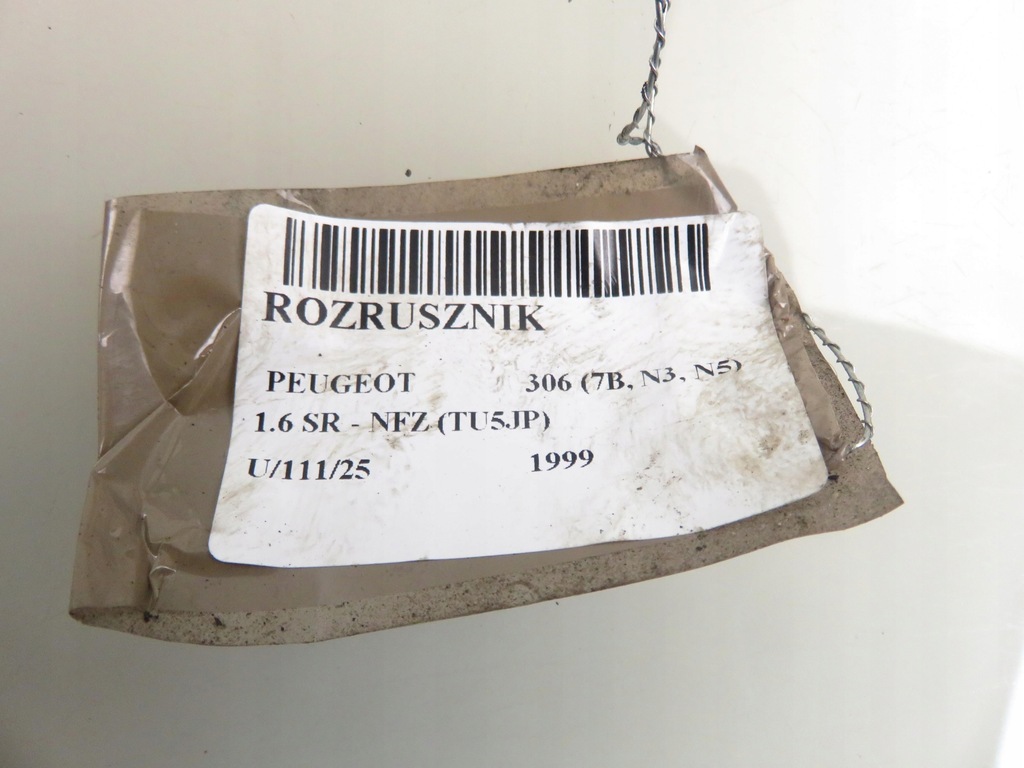 ROZRUSZNIK
PEUGEOT 306 (7B, N3, N5)
1.6 SR - NFZ (TU5JP)
U/111/25 1999